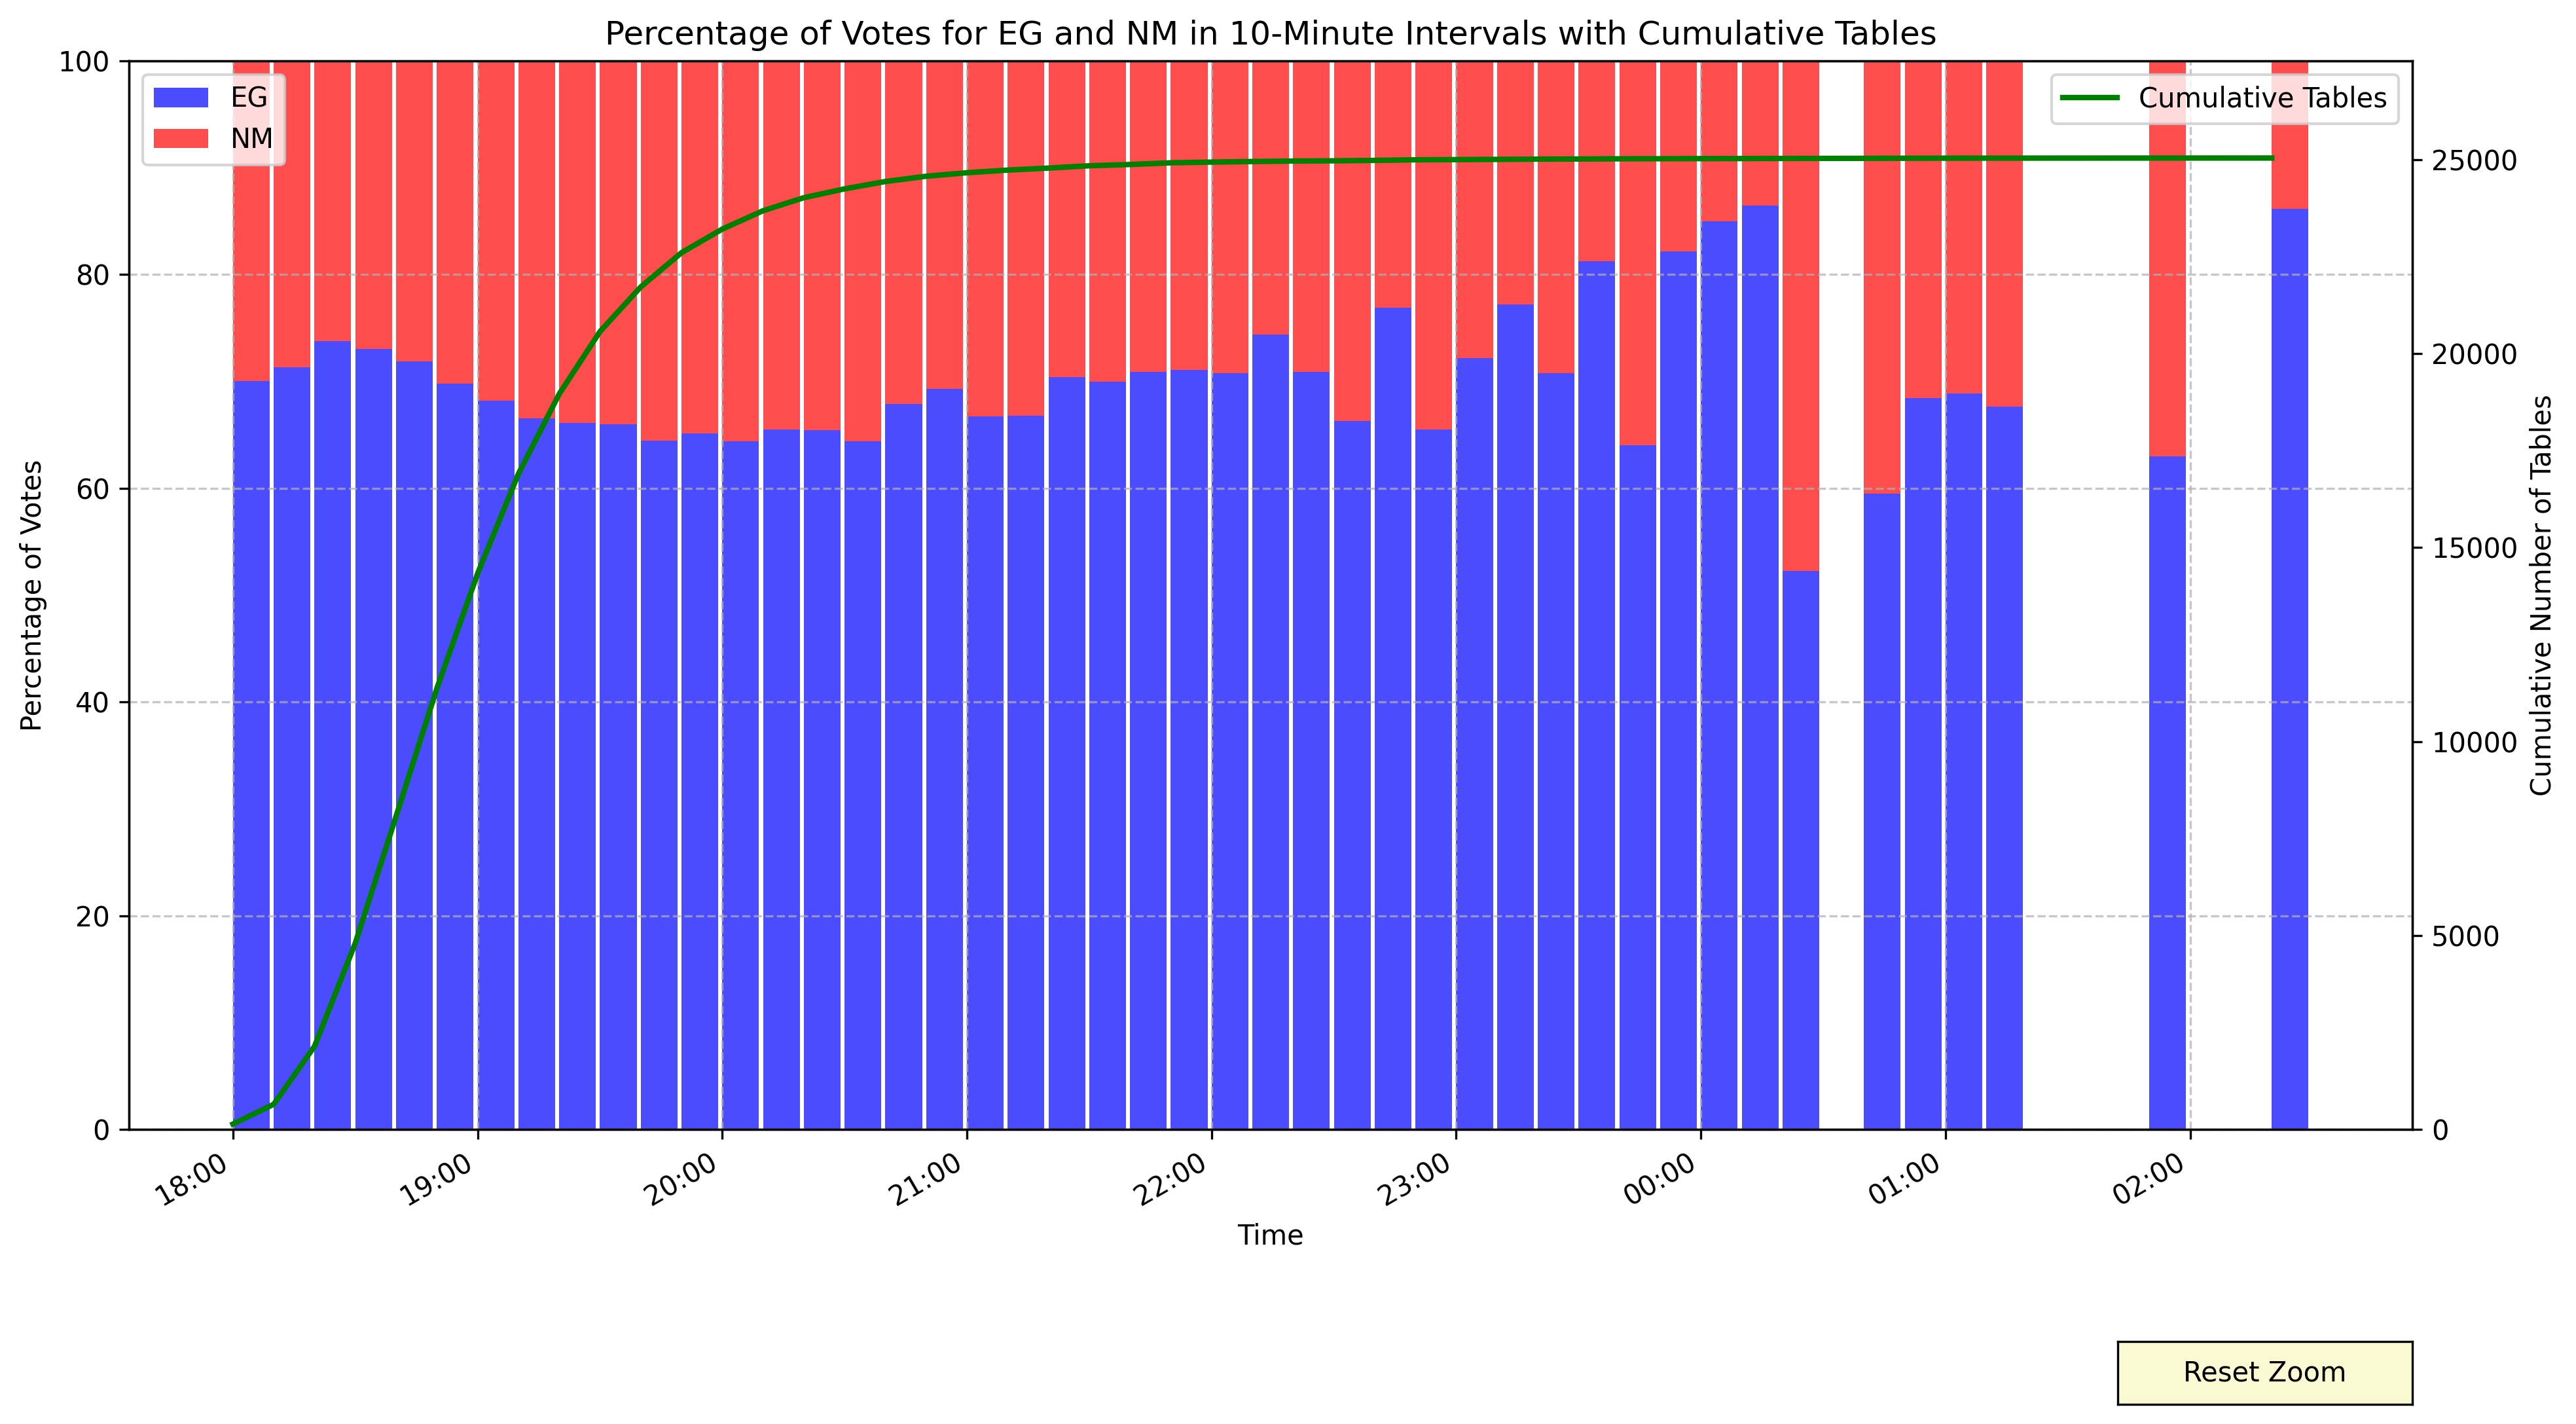 Percentage of Votes for EG and NM in 10-Minute Intervals with Cumulative Tables
EG
NM
Cumulative Tables
Percentage of Votes
100
80
60
40
20
0
25000
20000
15000
10000
5000
0
Cumulative Number of Tables
18:00
19:00
20:00
21:00
22:00
23:00
00:00
01:00
02:00
Time
Reset Zoom